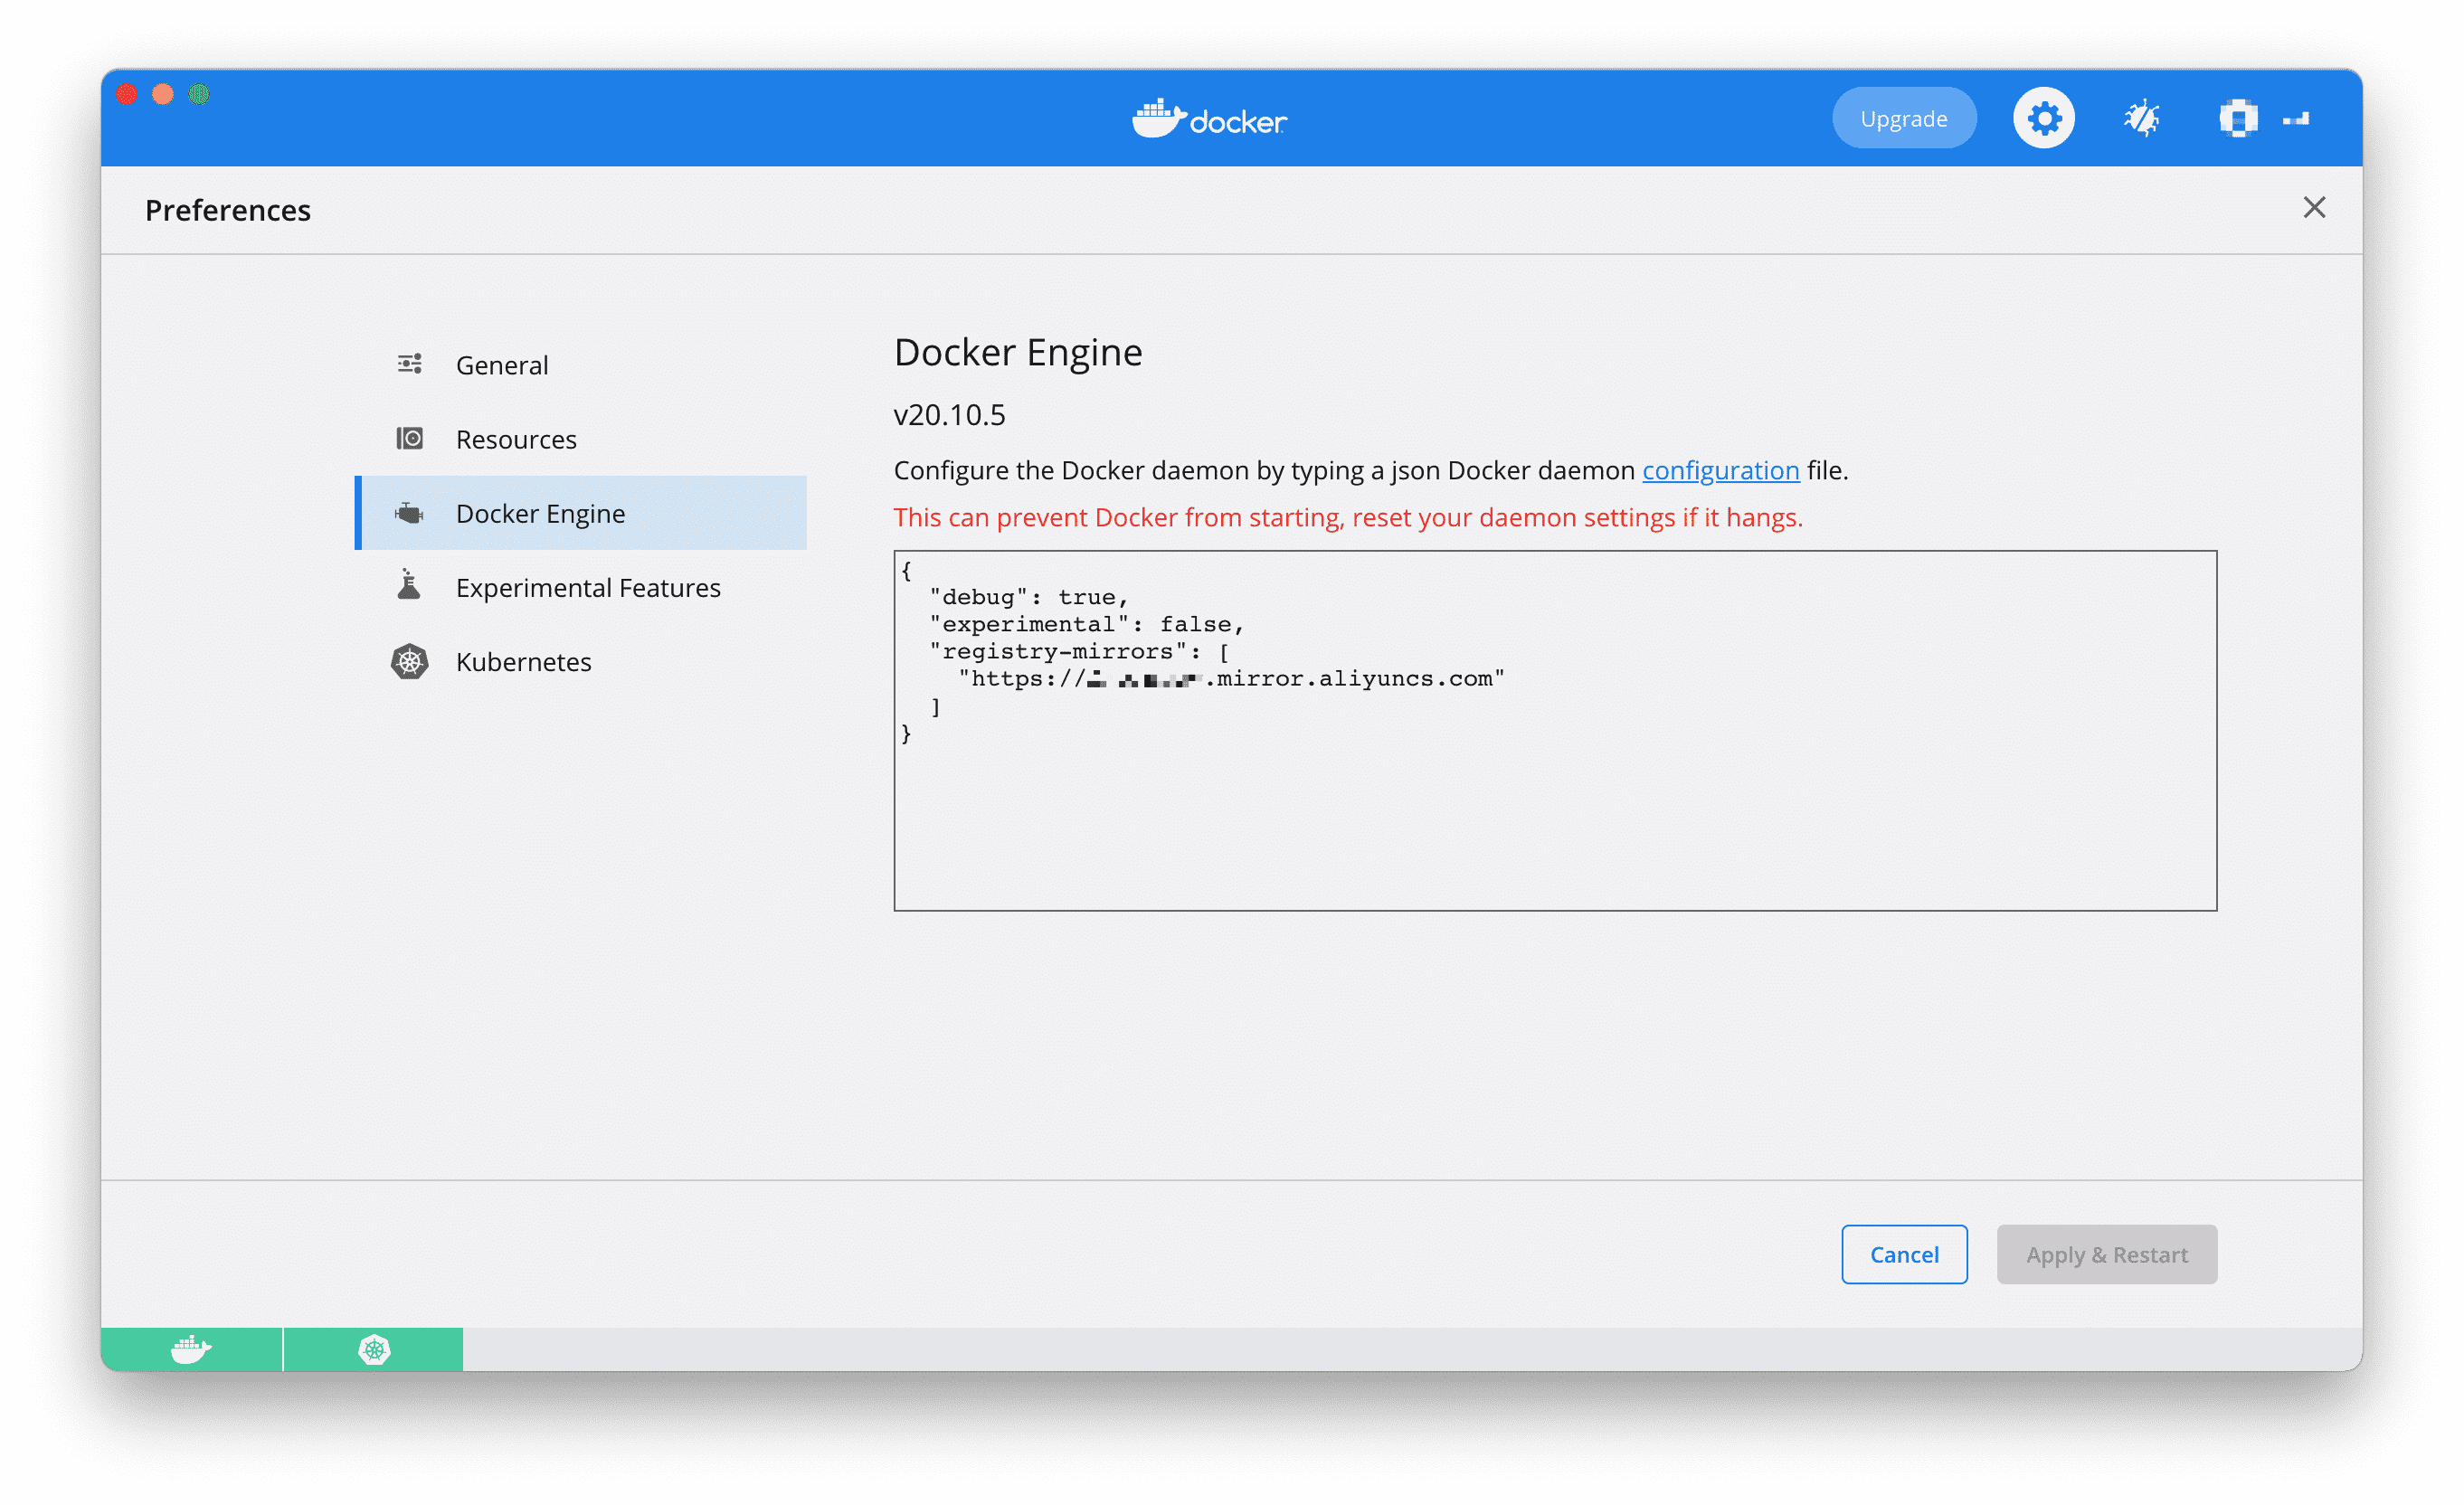 docker
Upgrade
Preferences
General
Resources
Docker Engine
Experimental Features
Kubernetes
Docker Engine
v20.10.5
Configure the Docker daemon by typing a json Docker daemon configuration file.
This can prevent Docker from starting, reset your daemon settings if it hangs.
{
"debug": true,
"experimental": false,
"registry-mirrors": [
"https://.mirror.aliyuncs.com"
]
}
Cancel
Apply & Restart